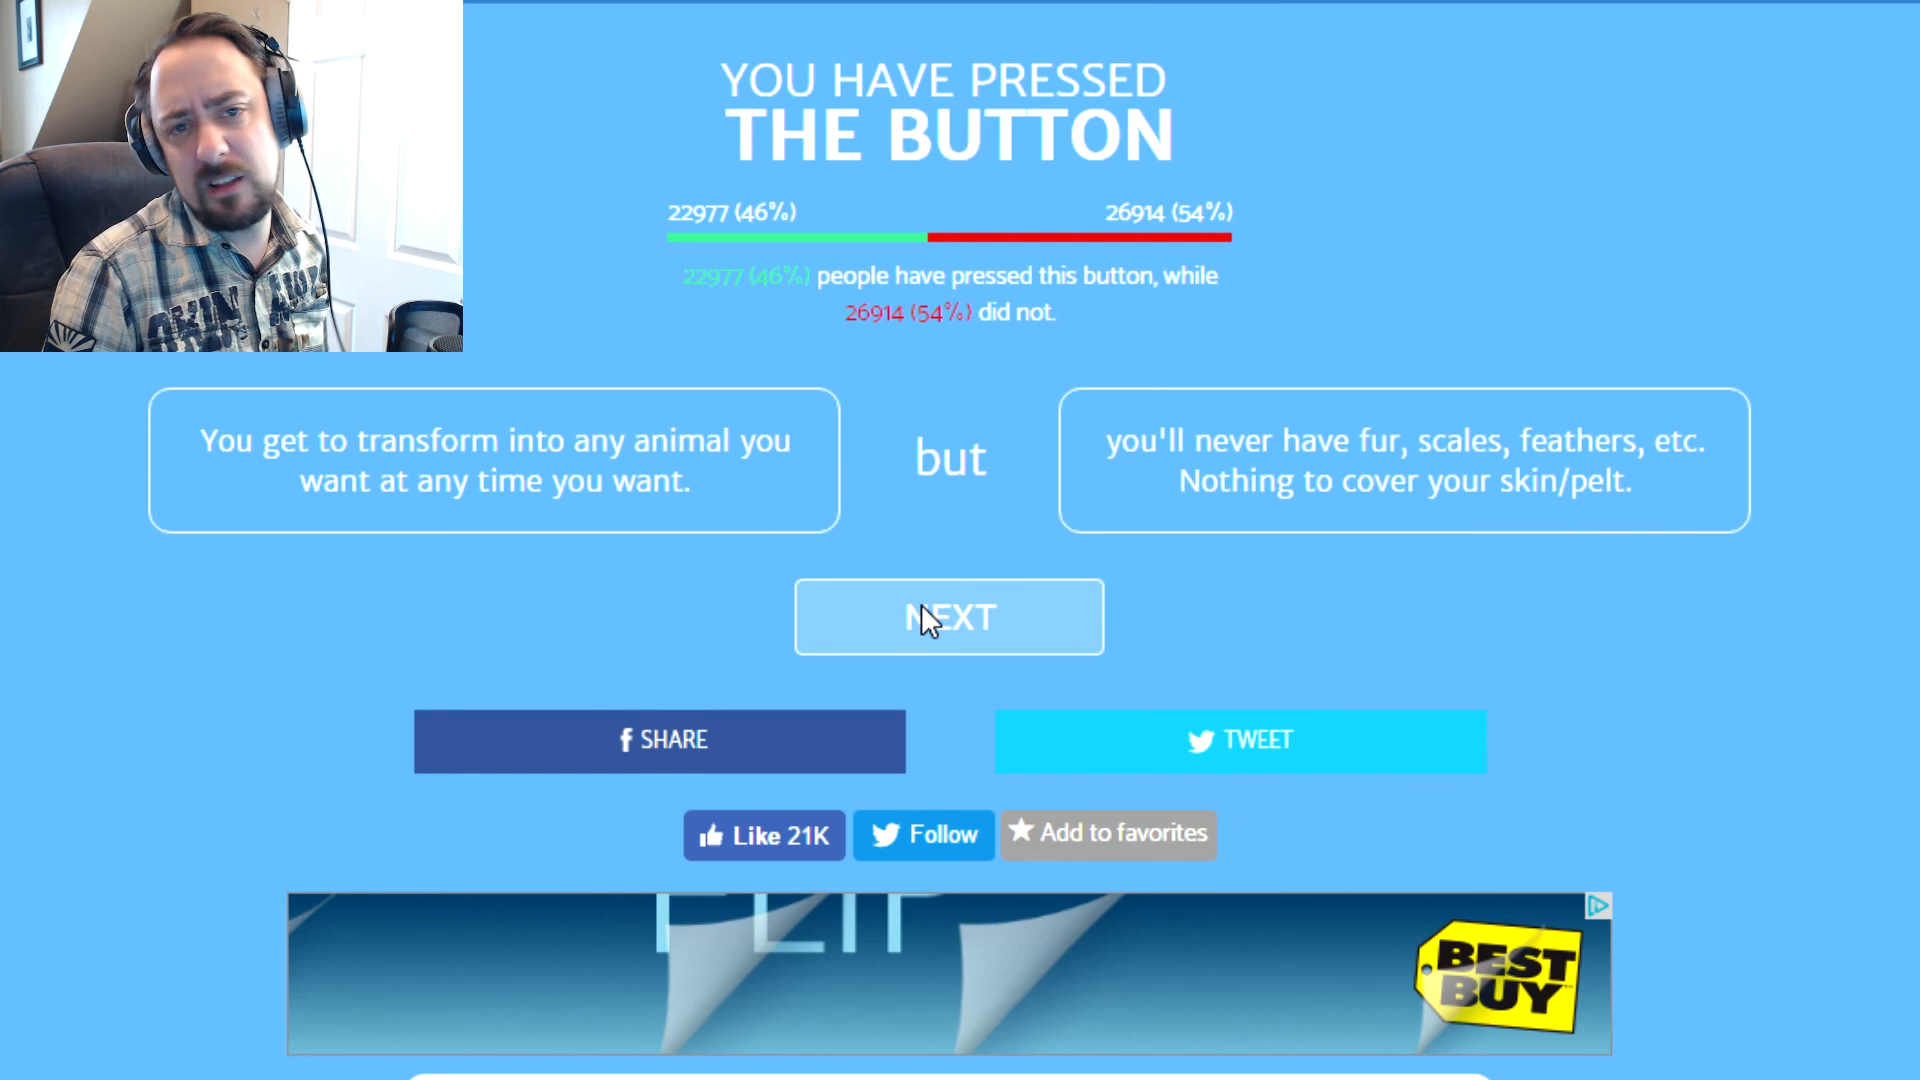 YOU HAVE PRESSED
THE BUTTON
22977 (46%)
26914 (54%)
22977 (46%) people have pressed this button, while
26914 (54%) did not.
You get to transform into any animal you
want at any time you want.
but
you'll never have fur, scales, feathers, etc.
Nothing to cover your skin/pelt.
NEXT
f SHARE
TWEET
Like 21K
Follow
Add to favorites
FLIP
BEST
BUY